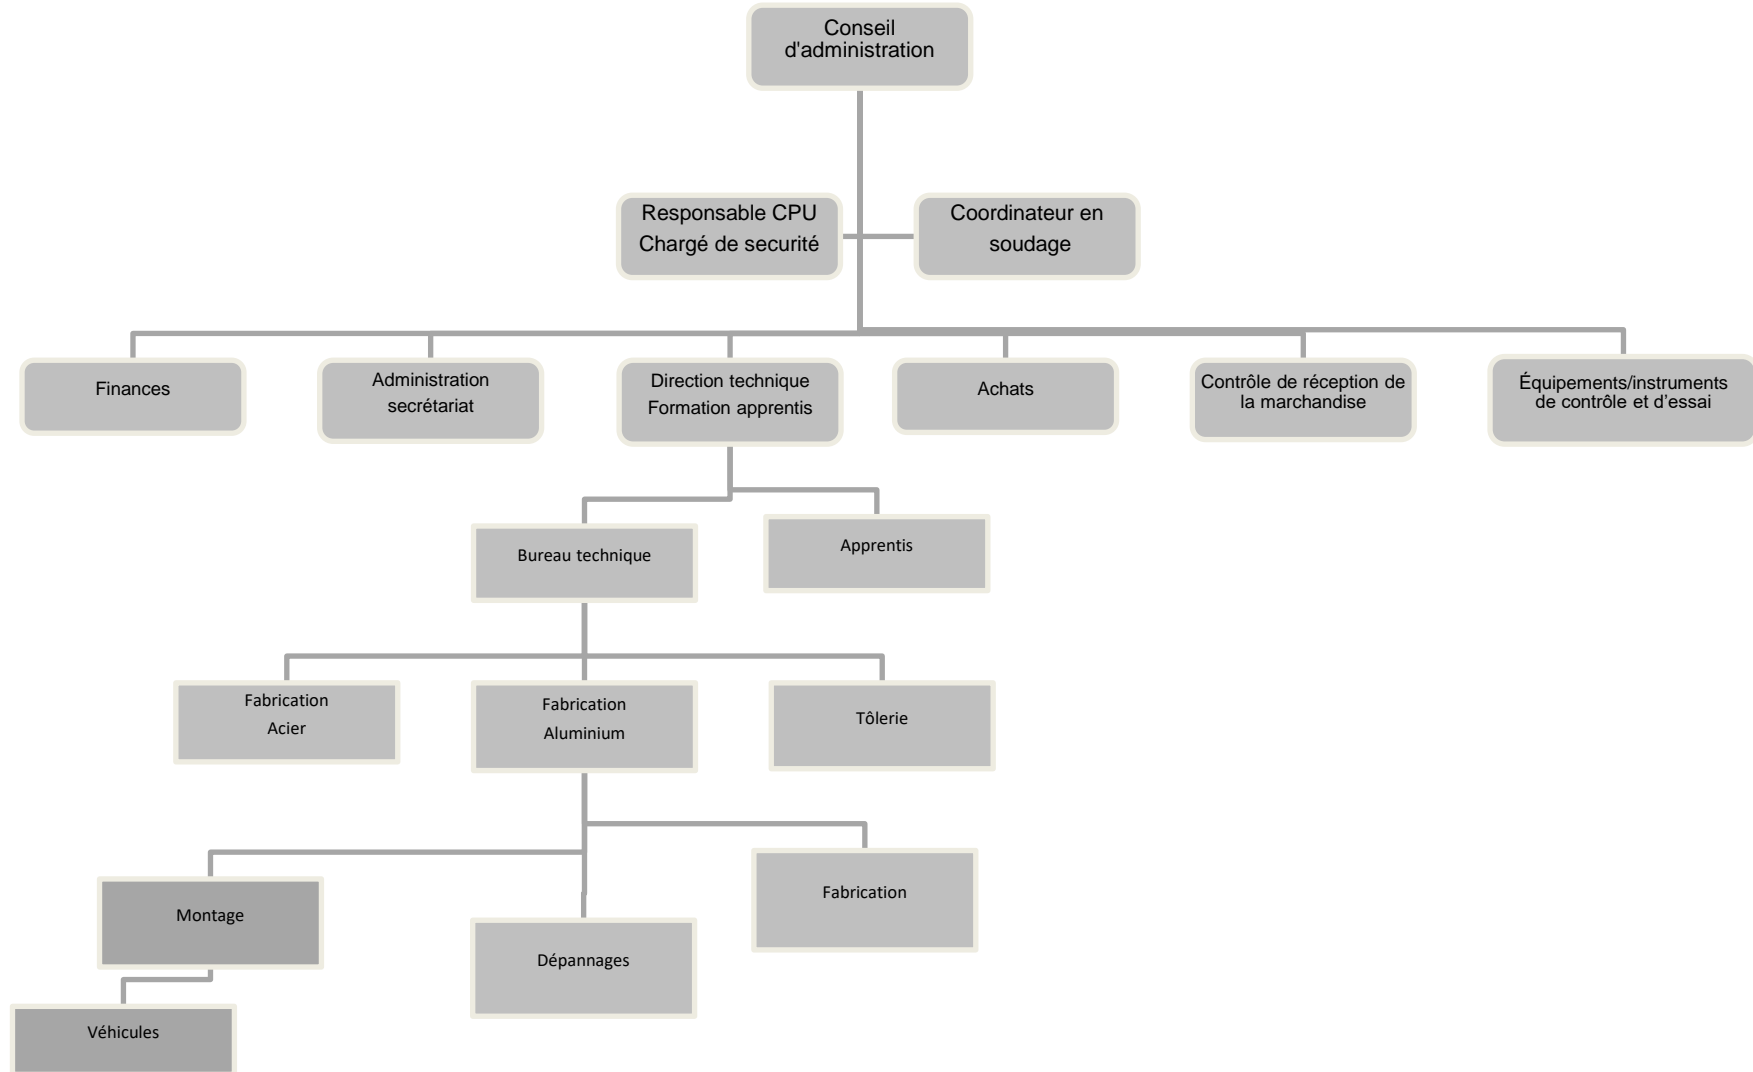 Conseil
d'administration
Responsable CPU
Chargé de securité
Coordinateur en
soudage
Finances
Administration
secrétariat
Direction technique
Formation apprentis
Achats
Contrôle de réception de
la marchandise
Équipements/instruments
de contrôle et d’essai
Bureau technique
Apprentis
Fabrication
Acier
Fabrication
Aluminium
Tôlerie
Montage
Dépannages
Fabrication
Véhicules